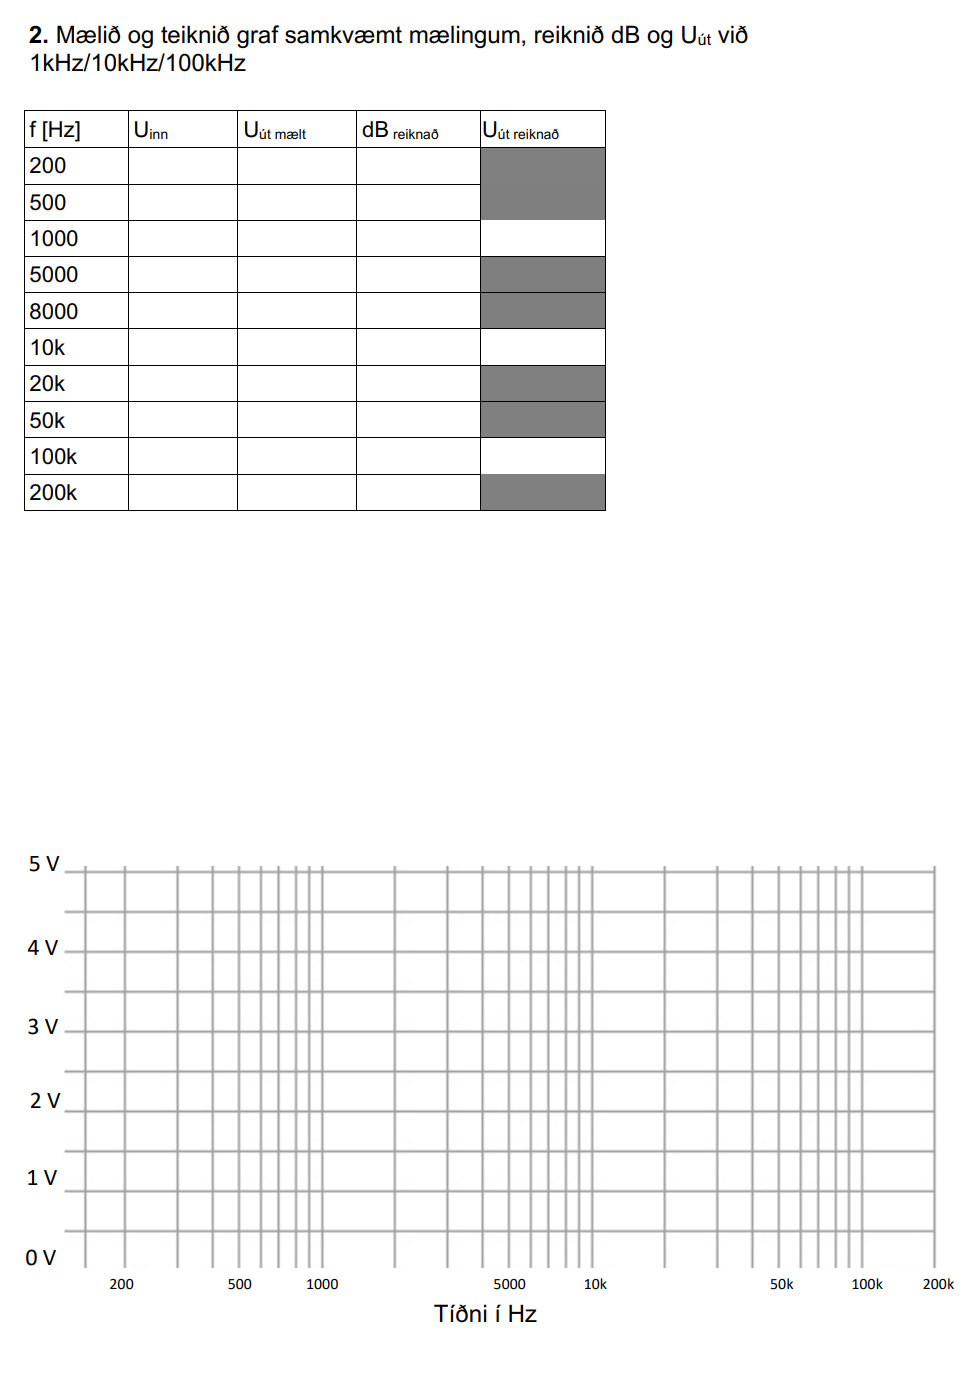 2. Mælið og teiknið graf samkvæmt mælingum, reiknið dB og Uút við
1kHz/10kHz/100kHz
f [Hz] Uinn Uút mælt dB reiknað Uút reiknað
200
500
1000
5000
8000
10k
20k
50k
100k
200k
5 V
4 V
3 V
2 V
1 V
0 V
200 500 1000 5000 10k 50k 100k 200k
Tíðni í Hz